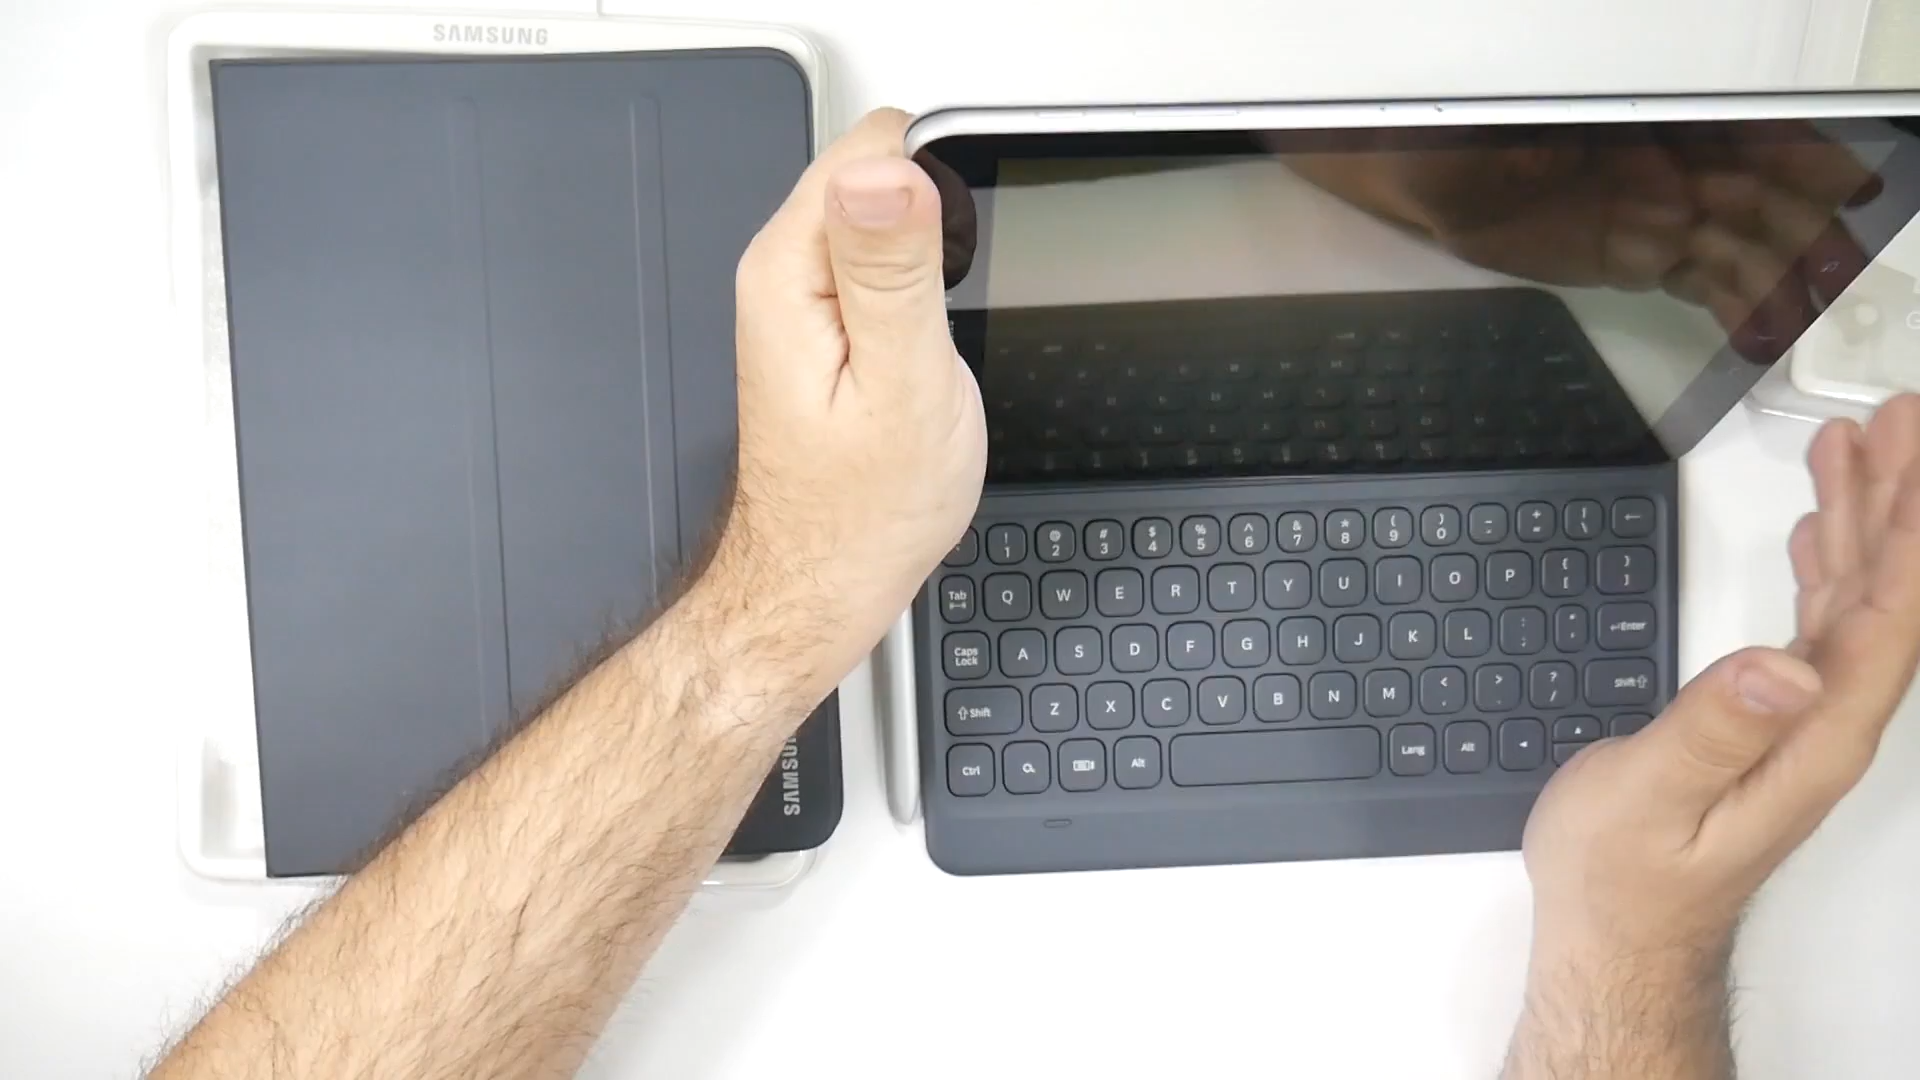 SAMSUNG
SAMSUNG
! 1 @ 2 # 3 $ 4 % 5 ^ 6 & 7 * 8 ( 9 ) 0 - + = | \ ←
Tab Q W E R T Y U I O P { [ } ]
Caps Lock A S D F G H J K L : ; " ' Enter
Shift Z X C V B N M < , > . ? / Shift
Ctrl Alt Lang Alt ◄ ▲